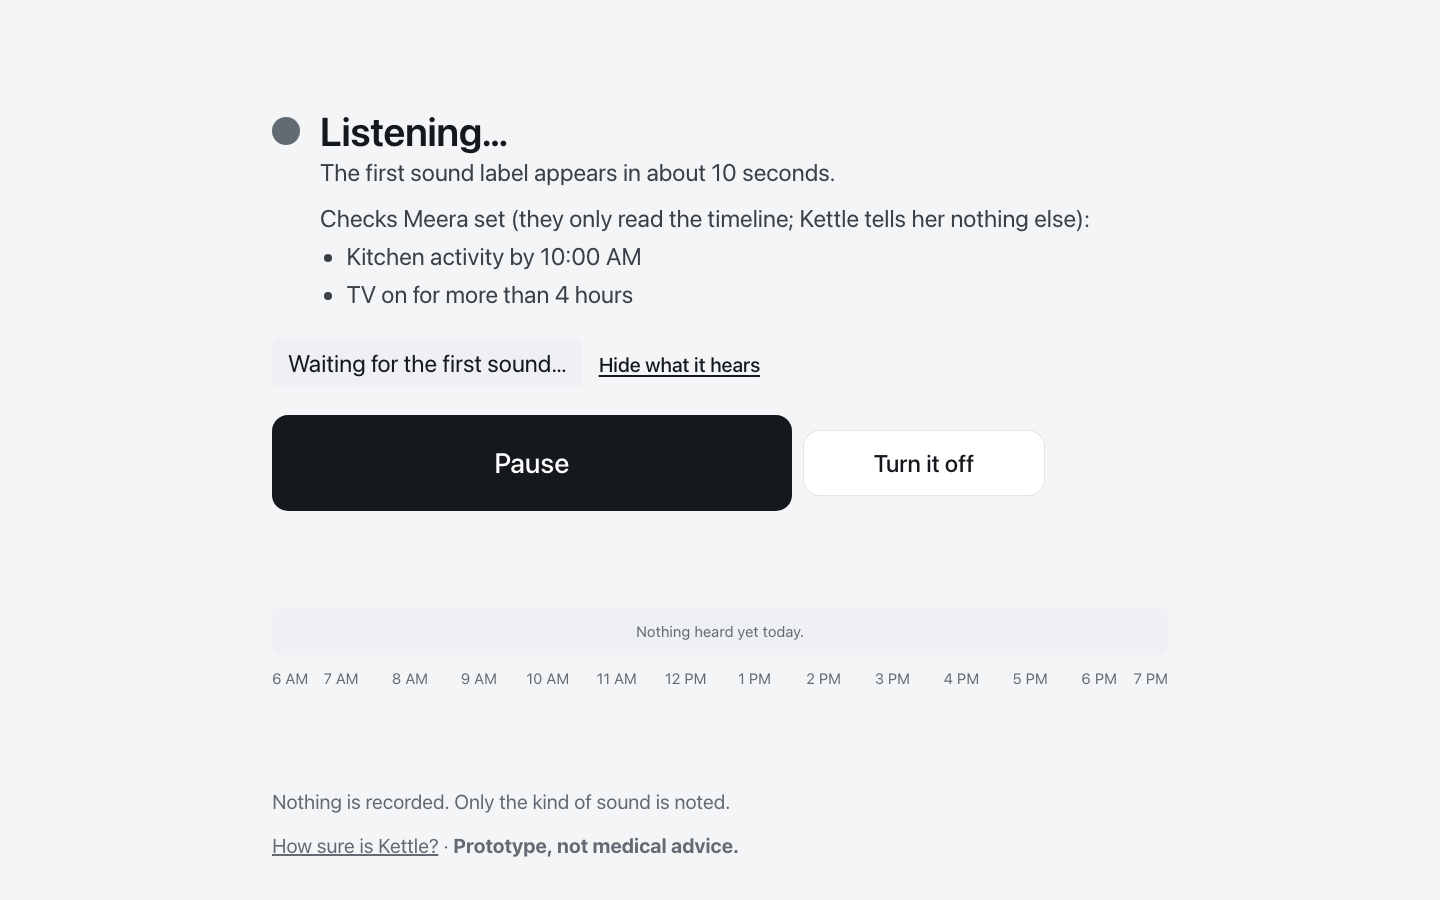 Listening...
The first sound label appears in about 10 seconds.
Checks Meera set (they only read the timeline; Kettle tells her nothing else):
• Kitchen activity by 10:00 AM
• TV on for more than 4 hours
Waiting for the first sound... Hide what it hears
Pause Turn it off
Nothing heard yet today.
6 AM 7 AM 8 AM 9 AM 10 AM 11 AM 12 PM 1 PM 2 PM 3 PM 4 PM 5 PM 6 PM 7 PM
Nothing is recorded. Only the kind of sound is noted.
How sure is Kettle? · Prototype, not medical advice.